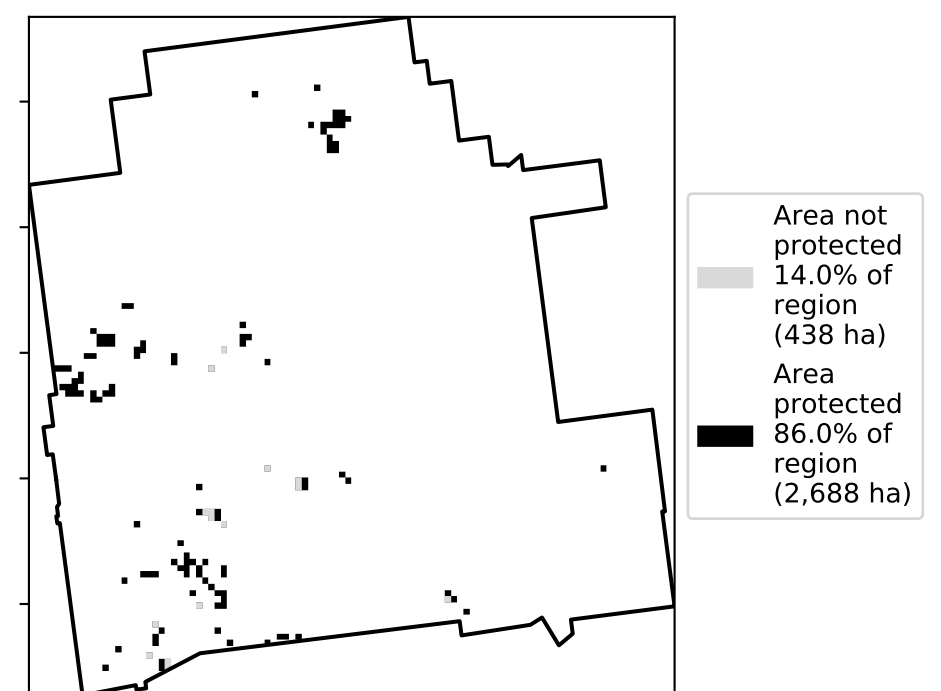 Area not
protected
14.0% of
region
(438 ha)
Area
protected
86.0% of
region
(2,688 ha)